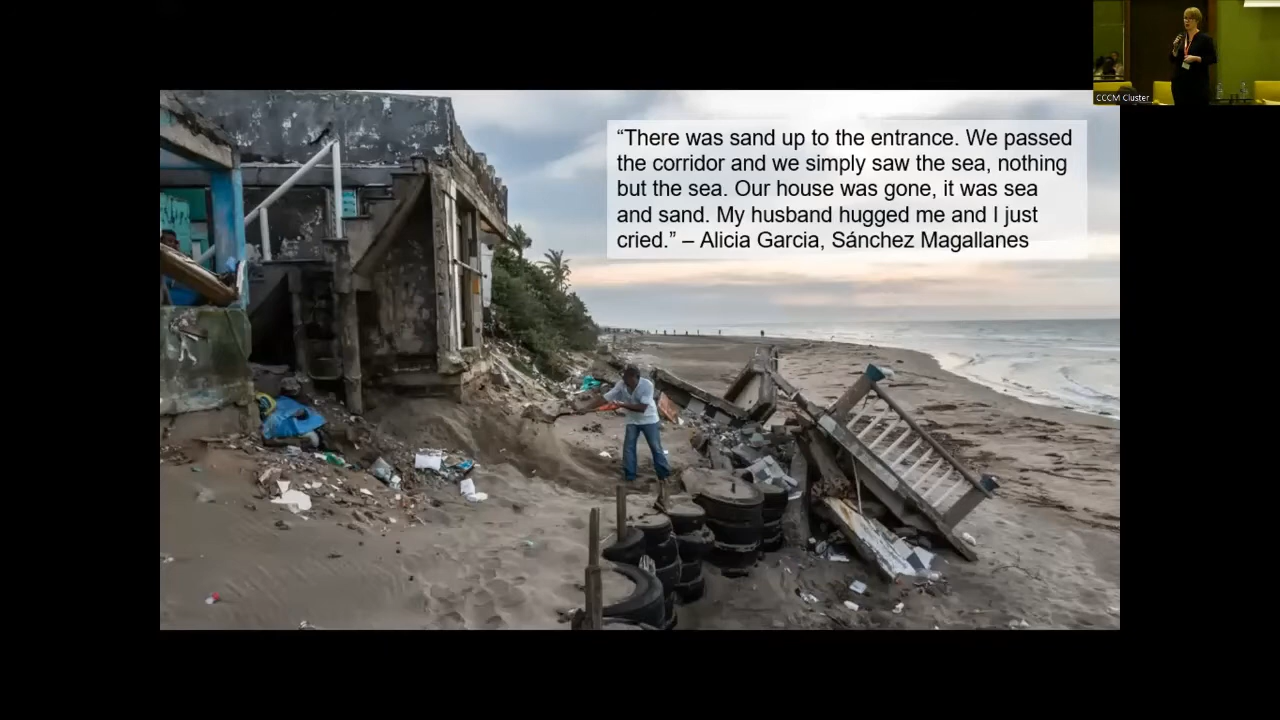 CCCM Cluster
“There was sand up to the entrance. We passed
the corridor and we simply saw the sea, nothing
but the sea. Our house was gone, it was sea
and sand. My husband hugged me and I just
cried.” – Alicia Garcia, Sánchez Magallanes